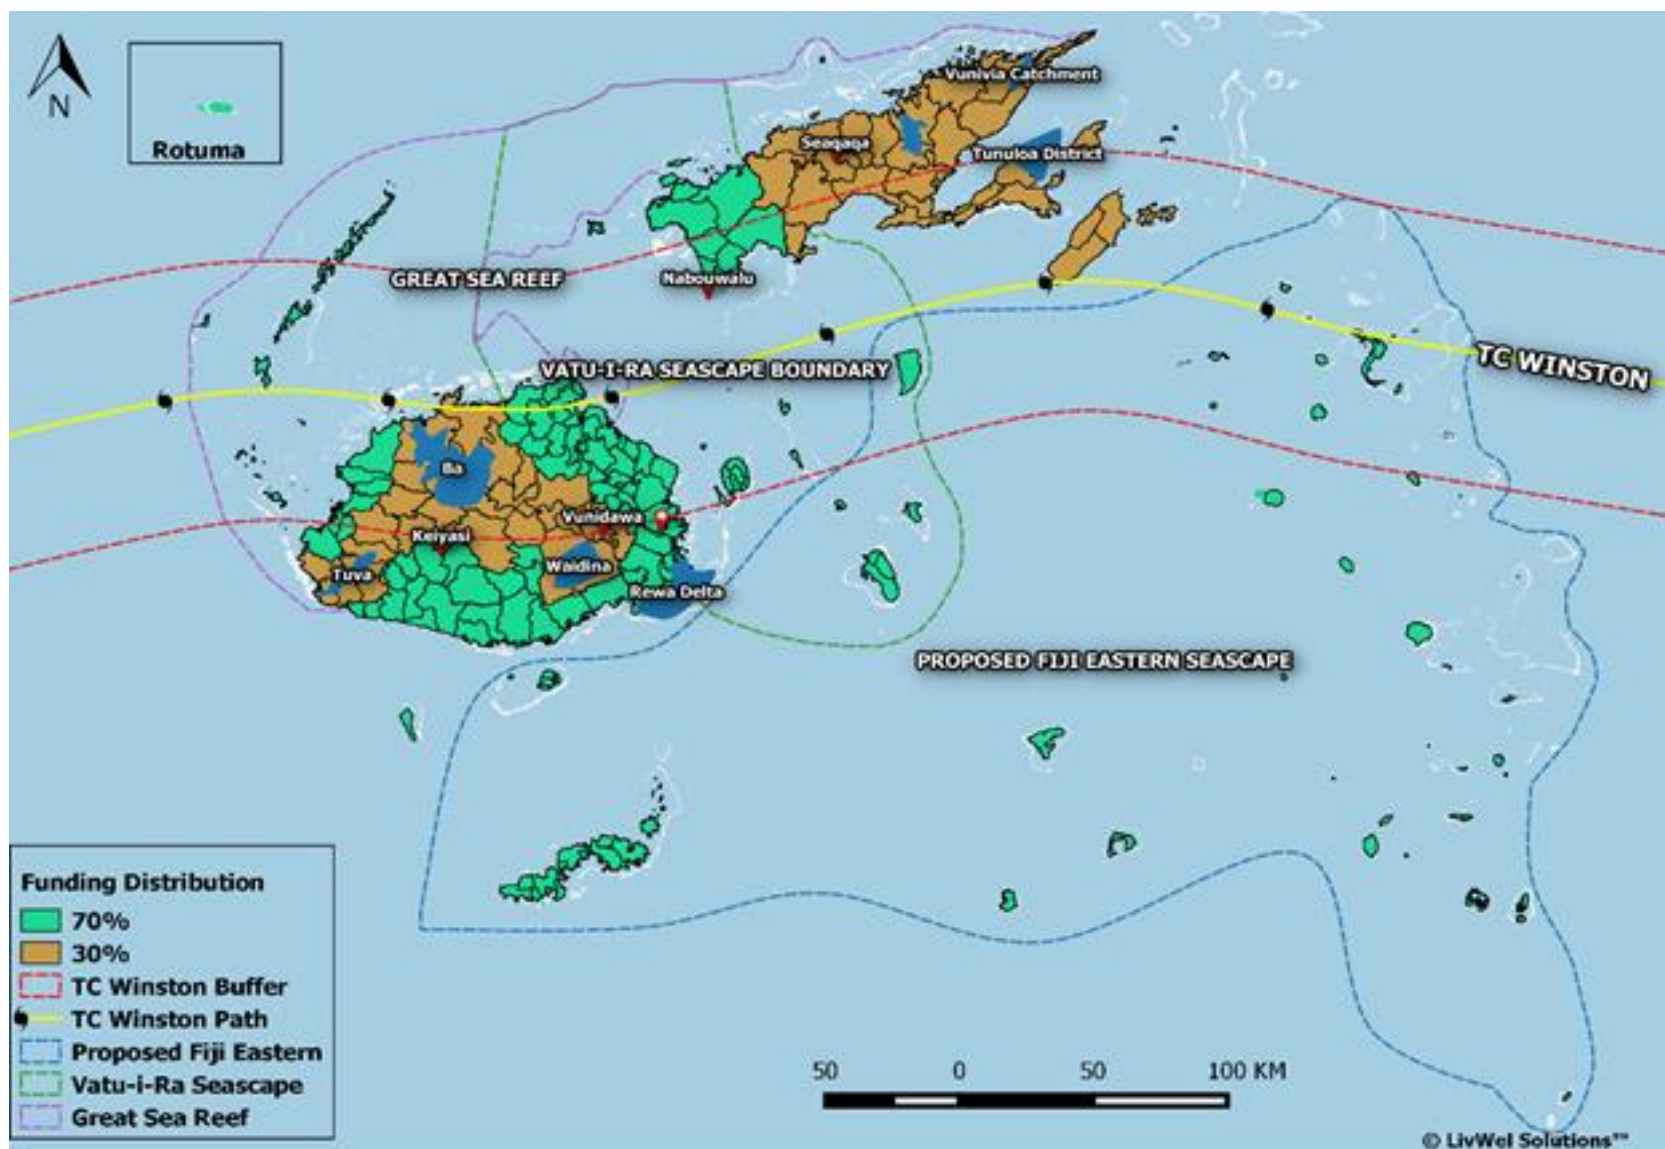 N
Rotuma
Vunivia Catchment
Seaqaqa
Tunuloa District
GREAT SEA REEF
Nabouwalu
VATU-I-RA SEASCAPE BOUNDARY
TC WINSTON
Ba
Vunidawa
Keiyasi
Tuva
Waidina
Rewa Delta
PROPOSED FIJI EASTERN SEASCAPE
Funding Distribution
70%
30%
TC Winston Buffer
TC Winston Path
Proposed Fiji Eastern
Vatu-i-Ra Seascape
Great Sea Reef
50 0 50 100 KM
© LivWel Solutions™